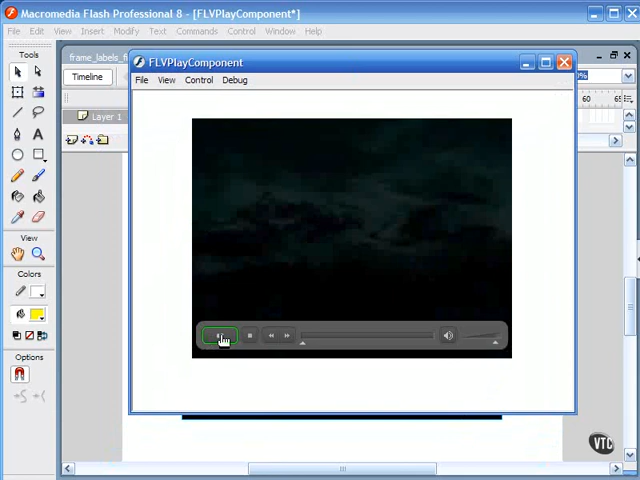 Macromedia Flash Professional 8 - [FLVPlayComponent*]
File Edit View Insert Modify Text Commands Control Window Help
Tools
frame_labels_f
Timeline
FLVPlayComponent
File View Control Debug
60 65
Layer 1
View
Colors
Options
VTC